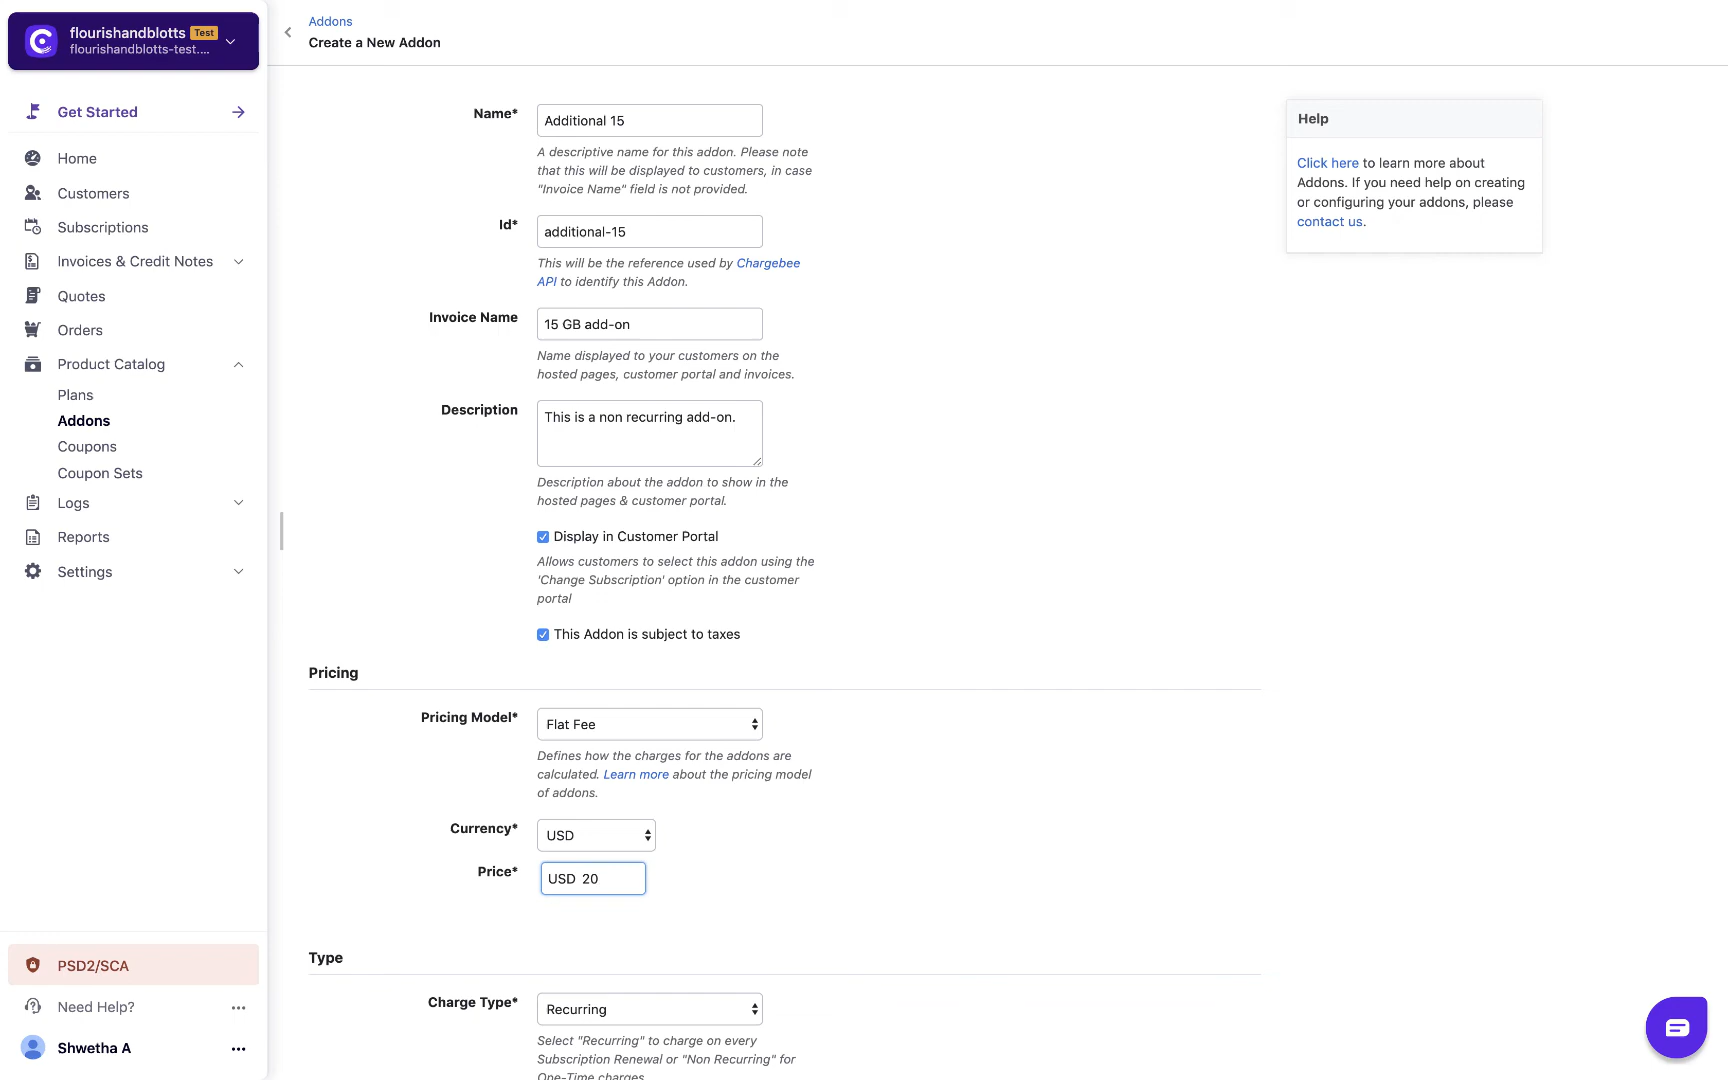 flourishandblotts Test
flourishandblotts-test....
Get Started
Home
Customers
Subscriptions
Invoices & Credit Notes
Quotes
Orders
Product Catalog
Plans
Addons
Coupons
Coupon Sets
Logs
Reports
Settings
PSD2/SCA
Need Help?
Shwetha A
Addons
Create a New Addon
Name*
Additional 15
A descriptive name for this addon. Please note
that this will be displayed to customers, in case
"Invoice Name" field is not provided.
Id*
additional-15
This will be the reference used by Chargebee
API to identify this Addon.
Invoice Name
15 GB add-on
Name displayed to your customers on the
hosted pages, customer portal and invoices.
Description
This is a non recurring add-on.
Description about the addon to show in the
hosted pages & customer portal.
Display in Customer Portal
Allows customers to select this addon using the
'Change Subscription' option in the customer
portal
This Addon is subject to taxes
Pricing
Pricing Model*
Flat Fee
Defines how the charges for the addons are
calculated. Learn more about the pricing model
of addons.
Currency*
USD
Price*
USD 20
Type
Charge Type*
Recurring
Select "Recurring" to charge on every
Subscription Renewal or "Non Recurring" for
One-Time charges
Help
Click here to learn more about
Addons. If you need help on creating
or configuring your addons, please
contact us.